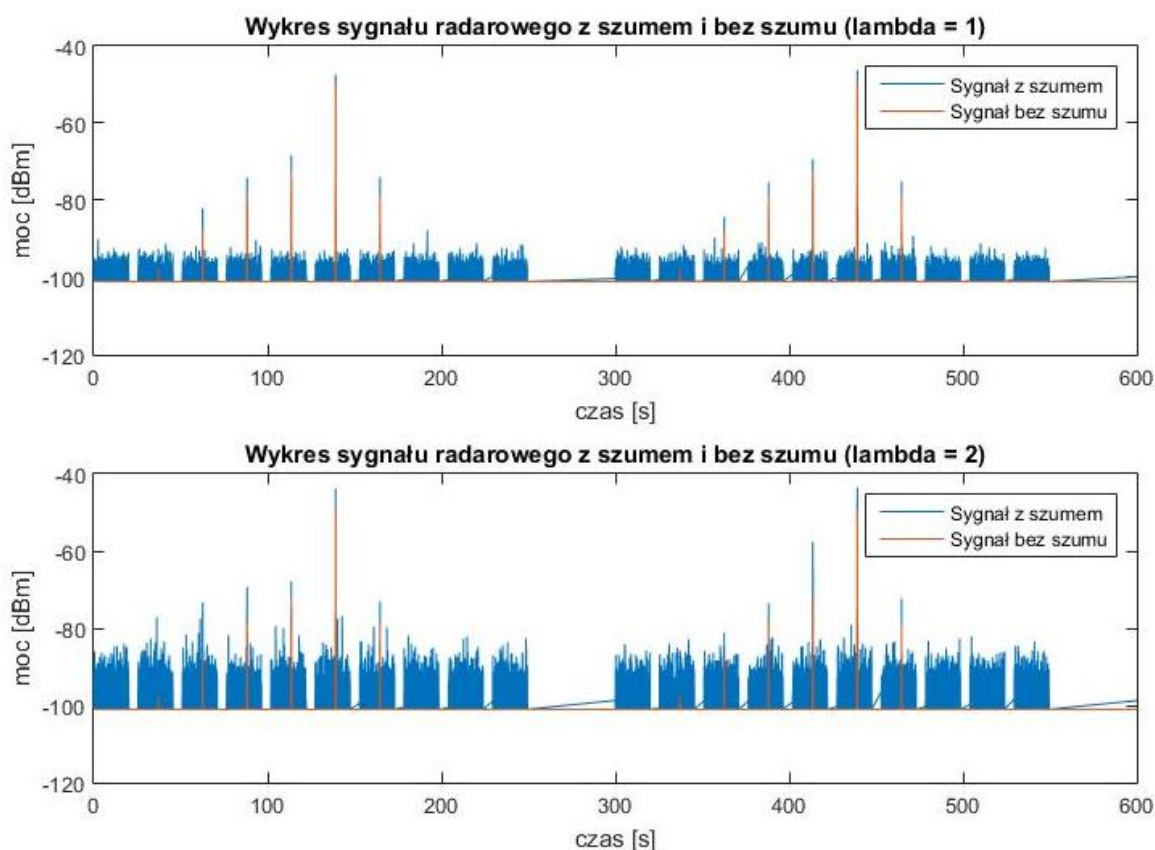 Wykres sygnału radarowego z szumem i bez szumu (lambda = 1)
-40
-60
-80
-100
-120
moc [dBm]
Sygnał z szumem
Sygnał bez szumu
0 100 200 300 400 500 600
czas [s]
Wykres sygnału radarowego z szumem i bez szumu (lambda = 2)
-40
-60
-80
-100
-120
moc [dBm]
Sygnał z szumem
Sygnał bez szumu
0 100 200 300 400 500 600
czas [s]